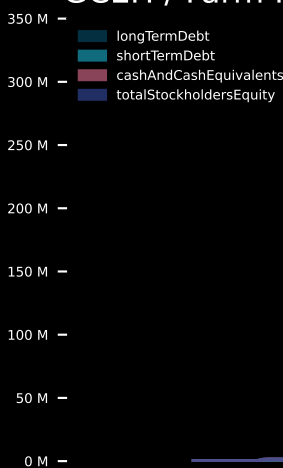 350 M
longTermDebt
shortTermDebt
300 M
cashAndCashEquivalents
totalStockholdersEquity
250 M
200 M
150 M
100 M
50 M
0 M